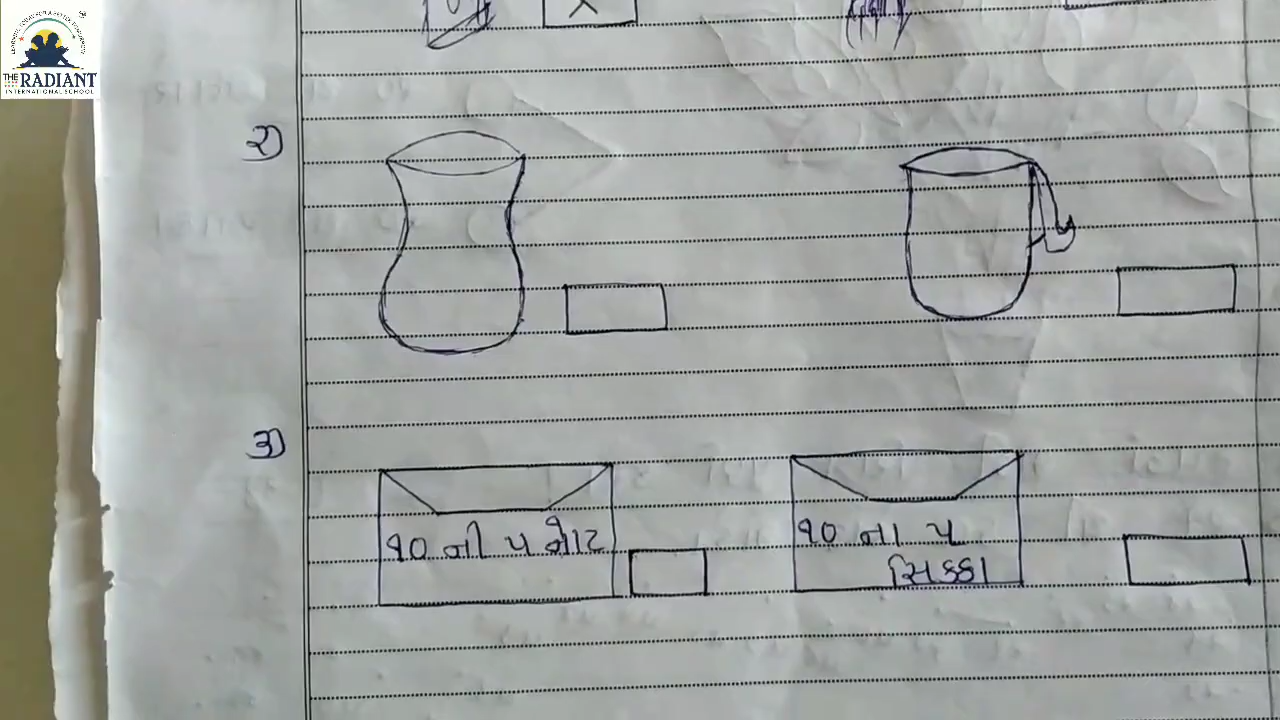 THE RADIANT
INTERNATIONAL SCHOOL
૨)
૩)
૧૦ ની ૫ નોટ
૧૦ ના ૫
સિક્કા